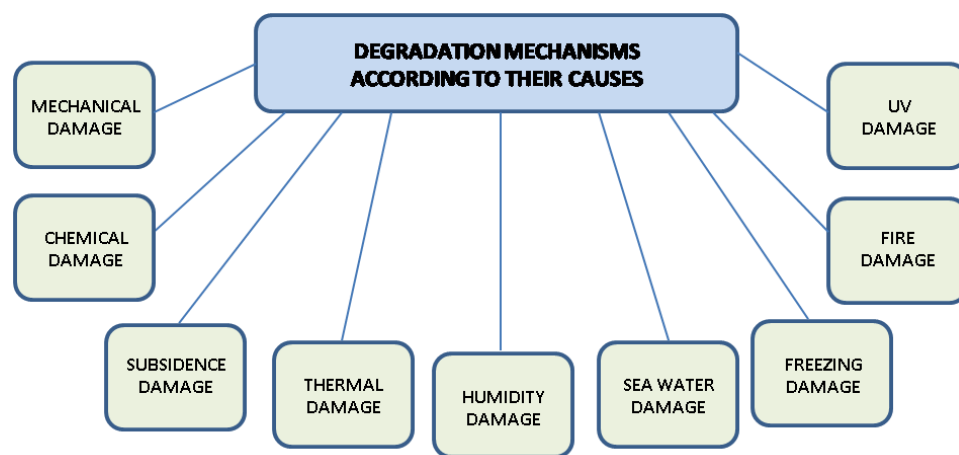 DEGRADATION MECHANISMS
ACCORDING TO THEIR CAUSES
MECHANICAL
DAMAGE
UV
DAMAGE
CHEMICAL
DAMAGE
FIRE
DAMAGE
SUBSIDENCE
DAMAGE
THERMAL
DAMAGE
HUMIDITY
DAMAGE
SEA WATER
DAMAGE
FREEZING
DAMAGE